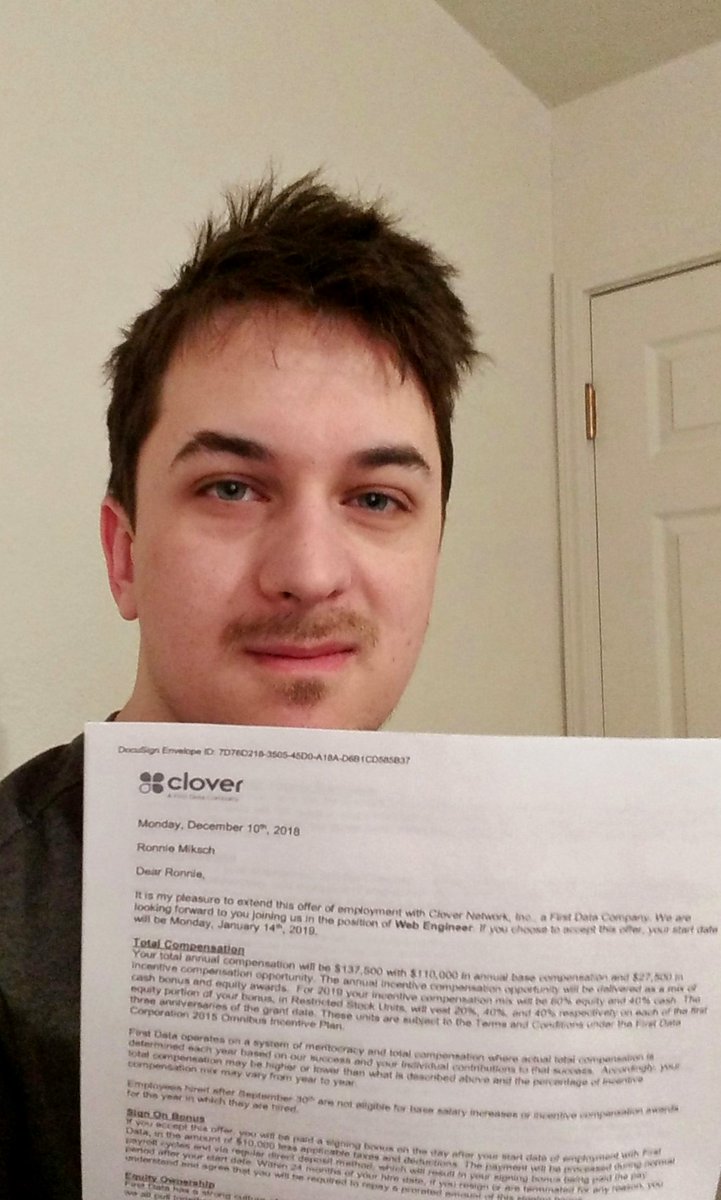 DocuSign Envelope ID: 7D76D218-3505-45D0-A18A-D6B1CD585B37
clover
A First Data Company
Monday, December 10th, 2018
Ronnie Miksch
Dear Ronnie,
It is my pleasure to extend this offer of employment with Clover Network, Inc., a First Data Company. We are
looking forward to you joining us in the position of Web Engineer. If you choose to accept this offer, your start date
will be Monday, January 14th, 2019.
Total Compensation
Your total annual compensation will be $137,500 with $110,000 in annual base compensation and $27,500 in
incentive compensation opportunity. The annual incentive compensation opportunity will be delivered as a mix of
cash bonus and equity awards. For 2019 your incentive compensation mix will be 60% equity and 40% cash. The
equity portion of your bonus, in Restricted Stock Units, will vest 20%, 40%, and 40% respectively on each of the first
three anniversaries of the grant date. These units are subject to the Terms and Conditions under the First Data
Corporation 2015 Omnibus Incentive Plan.
First Data operates on a system of meritocracy and total compensation where actual total compensation is
determined each year based on our success and your individual contributions to that success. Accordingly, your
total compensation may be higher or lower than what is described above and the percentage of incentive
compensation mix may vary from year to year.
Employees hired after September 30th are not eligible for base salary increases or incentive compensation awards
for the year in which they are hired.
Sign On Bonus
If you accept this offer, you will be paid a signing bonus on the day after your start date of employment with First
Data, in the amount of $10,000 less applicable taxes and deductions. The payment will be processed during normal
payroll cycles and via regular direct deposit method, which will result in your signing bonus being paid the pay
period after your start date. Within 24 months of your hire date, if you resign or are terminated for any reason, you
understand and agree that you will be required to repay a prorated amount of this
Equity Ownership
First Data has a strong culture
we all pull together